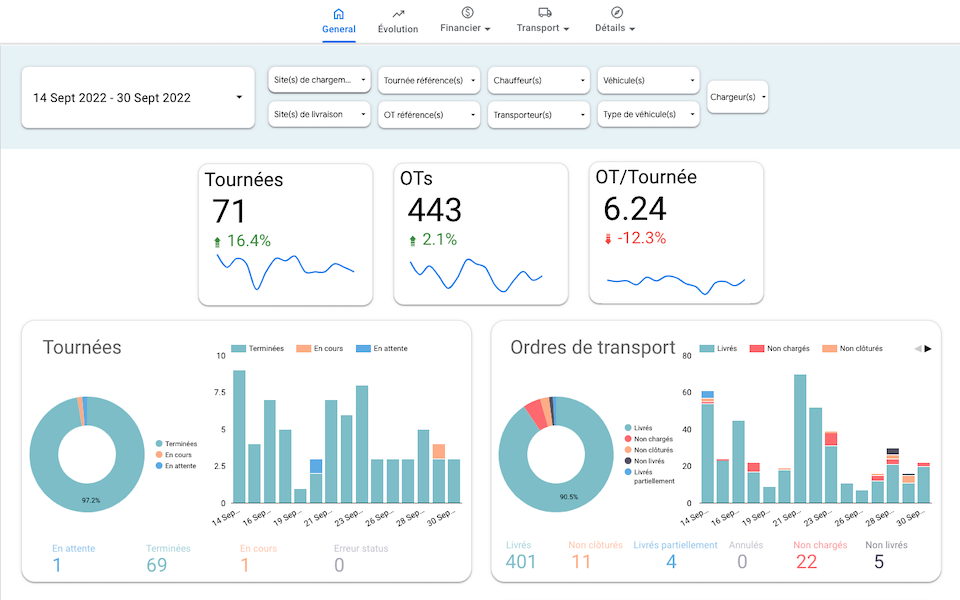 General
Évolution
Financier
Transport
Détails
14 Sept 2022 - 30 Sept 2022
Site(s) de chargem...
Tournée référence(s)
Chauffeur(s)
Véhicule(s)
Chargeur(s)
Site(s) de livraison
OT référence(s)
Transporteur(s)
Type de véhicule(s)
Tournées
71
16.4%
OTs
443
2.1%
OT/Tournée
6.24
-12.3%
Tournées
Terminées
En cours
En attente
10
7.5
5
2.5
0
97.2%
Terminées
En cours
En attente
14 Sep...
16 Sep...
19 Sep...
21 Sep...
23 Sep...
26 Sep...
28 Sep...
30 Sep...
En attente
1
Terminées
69
En cours
1
Erreur status
0
Ordres de transport
Livrés
Non chargés
Non clôturés
80
60
40
20
0
90.5%
Livrés
Non chargés
Non clôturés
Non livrés
Livrés
partiellement
14 Sep...
16 Sep...
19 Sep...
21 Sep...
23 Sep...
26 Sep...
28 Sep...
30 Sep...
Livrés
401
Non clôturés
11
Livrés partiellement
4
Annulés
0
Non chargés
22
Non livrés
5